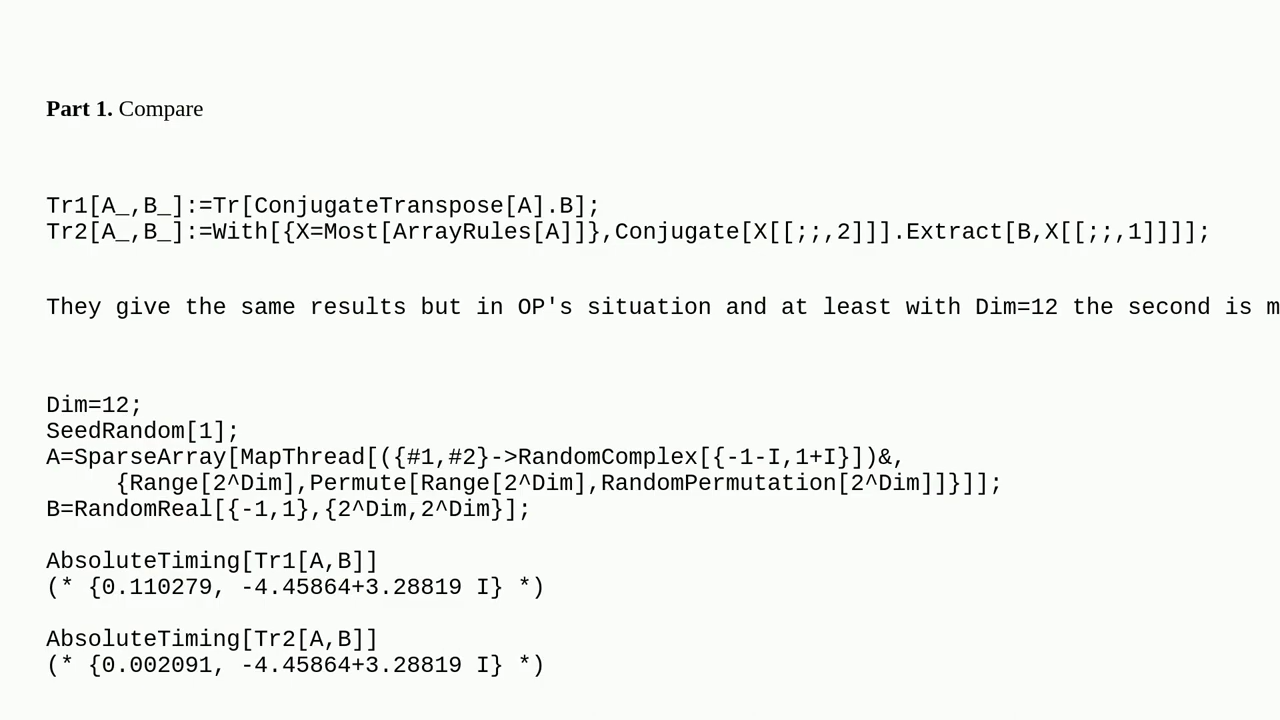 Part 1. Compare
Tr1[A_,B_]:=Tr[ConjugateTranspose[A].B];
Tr2[A_,B_]:=With[{X=Most[ArrayRules[A]]},Conjugate[X[[;;,2]]].Extract[B,X[[;;,1]]]];
They give the same results but in OP's situation and at least with Dim=12 the second is
Dim=12;
SeedRandom[1];
A=SparseArray[MapThread[({#1,#2}->RandomComplex[{-1-I,1+I}])&,
{Range[2^Dim],Permute[Range[2^Dim],RandomPermutation[2^Dim]]}]];
B=RandomReal[{-1,1},{2^Dim,2^Dim}];
AbsoluteTiming[Tr1[A,B]]
(* {0.110279, -4.45864+3.28819 I} *)
AbsoluteTiming[Tr2[A,B]]
(* {0.002091, -4.45864+3.28819 I} *)